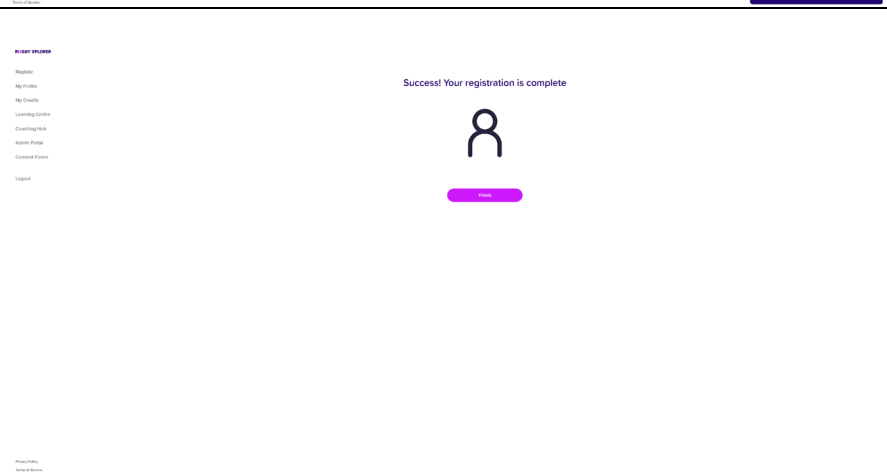 Terms of Service
RUGBY XPLORER
Register
My Profile
My Credits
Learning Centre
Coaching Hub
Admin Portal
Consent Forms
Logout
Success! Your registration is complete
Finish
Privacy Policy
Terms of Service